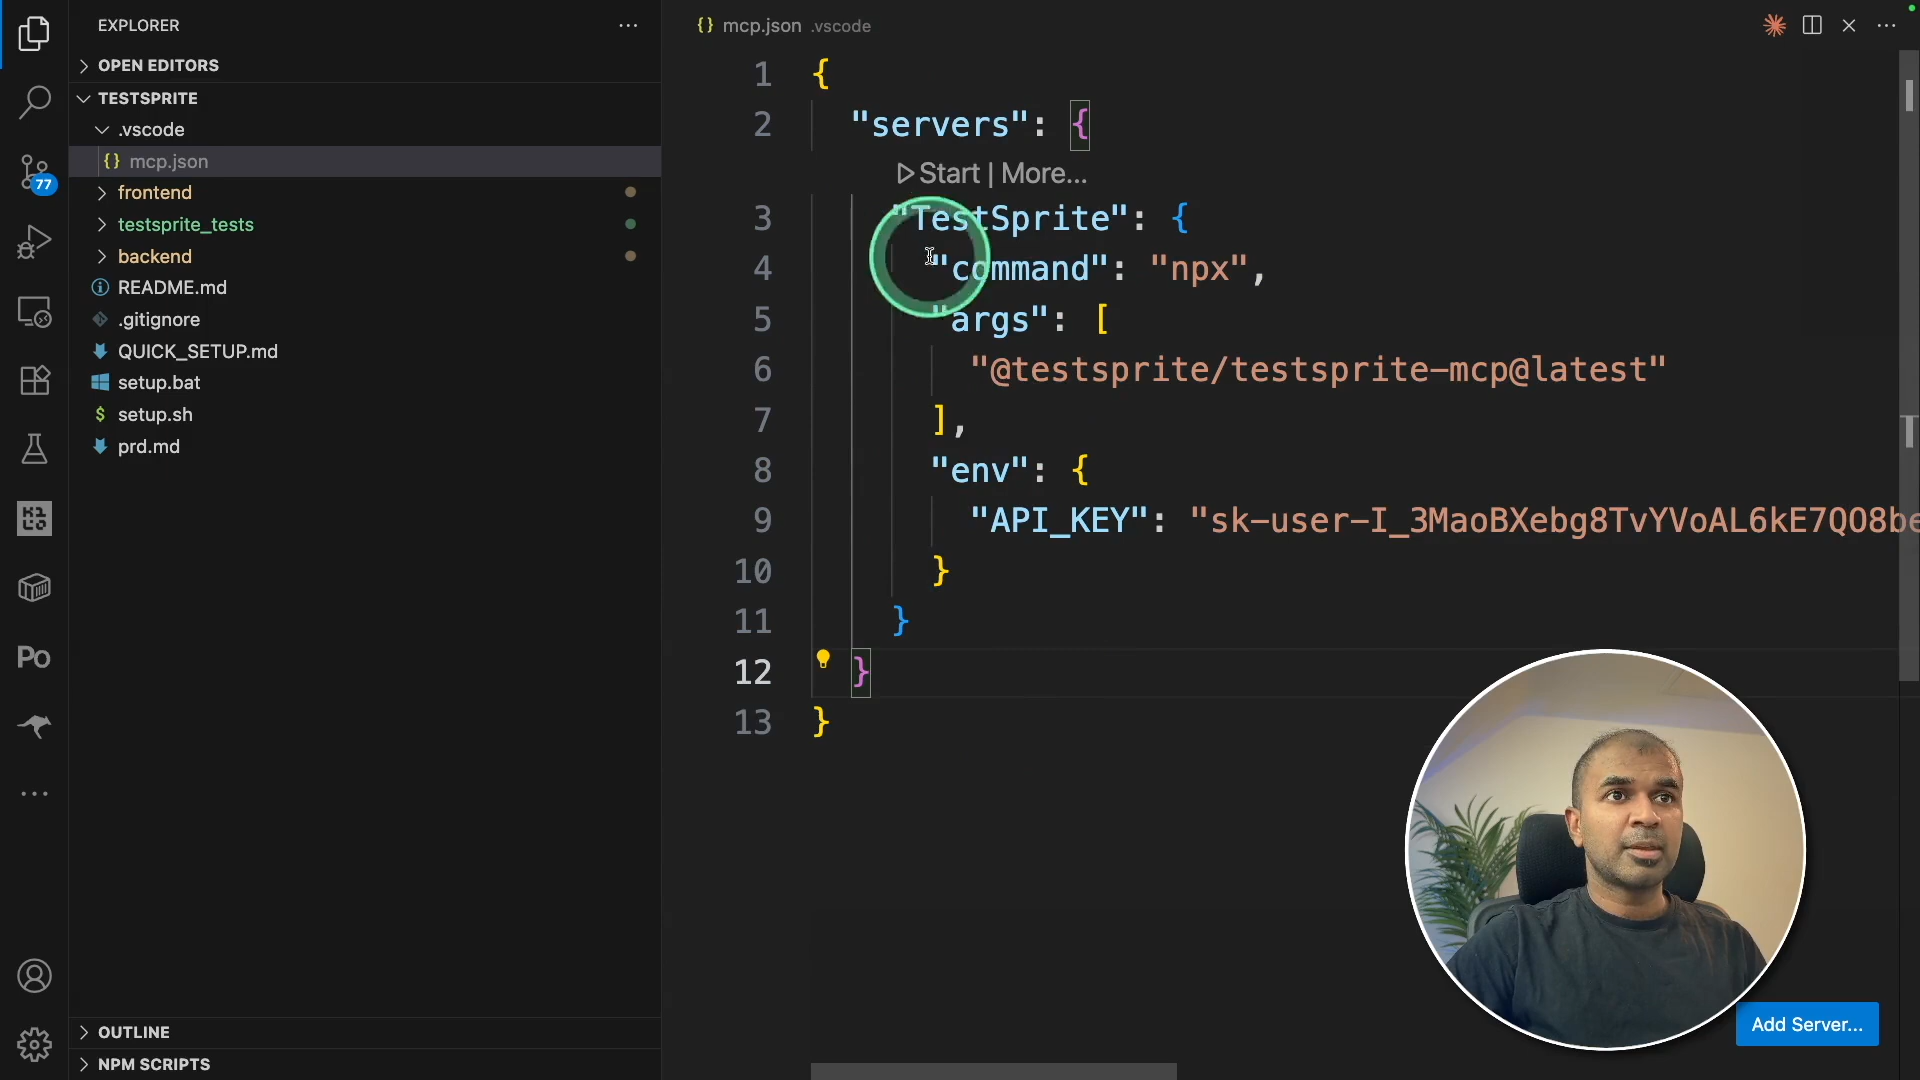 EXPLORER
OPEN EDITORS
TESTSPRITE
.vscode
mcp.json
frontend
testsprite_tests
backend
README.md
.gitignore
QUICK_SETUP.md
setup.bat
setup.sh
prd.md
OUTLINE
NPM SCRIPTS
77
Po
mcp.json .vscode
1 {
2 "servers": {
Start | More...
3 "TestSprite": {
4 "command": "npx",
5 "args": [
6 "@testsprite/testsprite-mcp@latest"
7 ],
8 "env": {
9 "API_KEY": "sk-user-I_3MaoBXebg8TvYVoAL6kE7QO8be
10 }
11 }
12 }
13 }
Add Server...